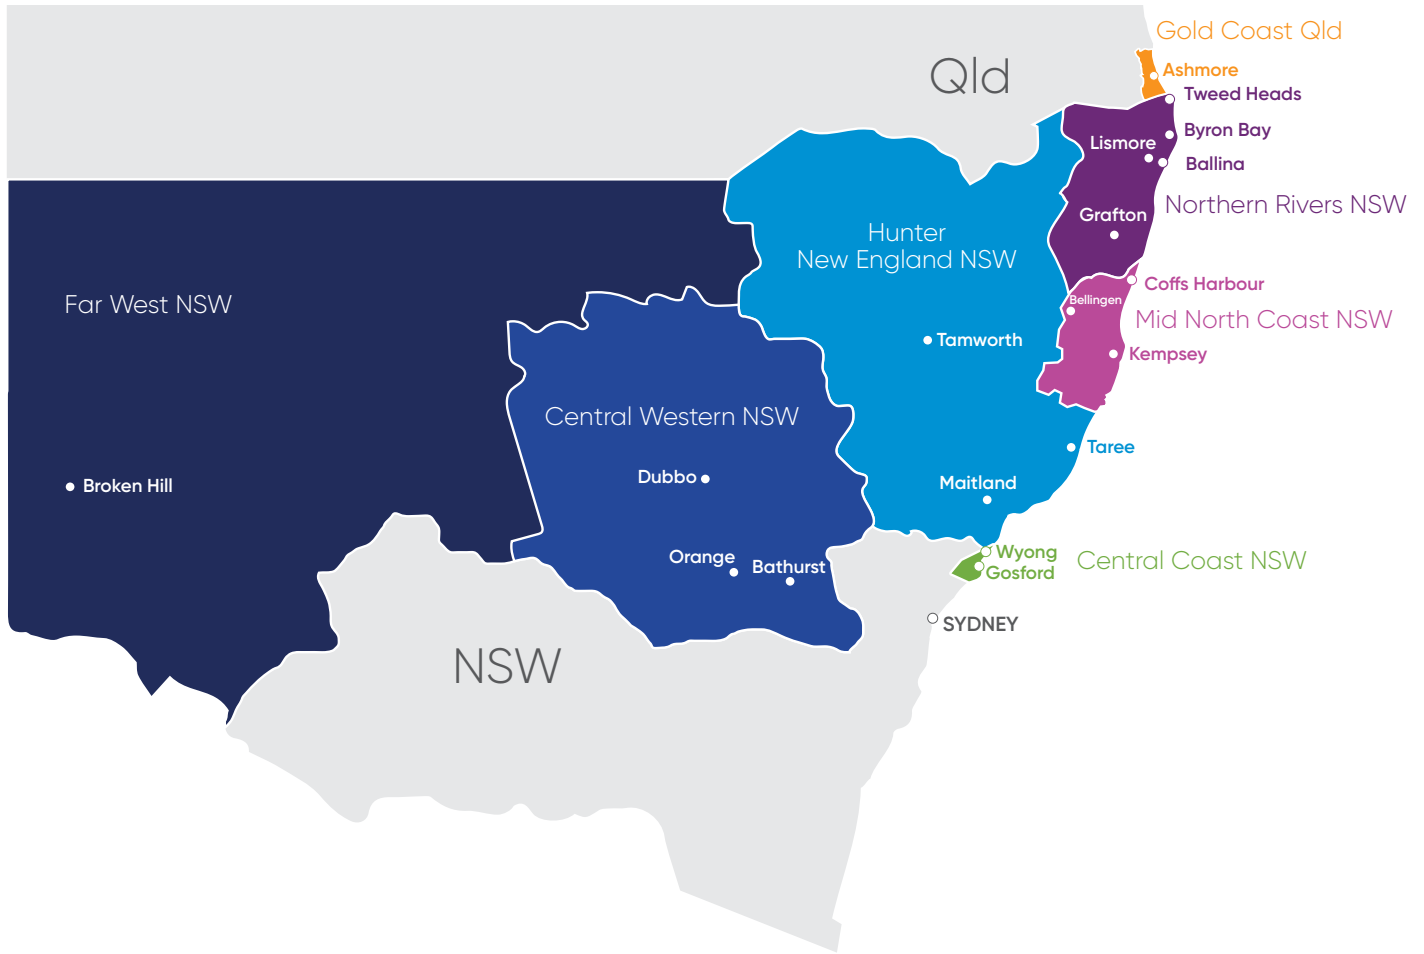 Gold Coast Qld
Qld
Ashmore
Tweed Heads
Byron Bay
Lismore
Ballina
Northern Rivers NSW
Grafton
Hunter
New England NSW
Far West NSW
Coffs Harbour
Bellingen
Mid North Coast NSW
Tamworth
Kempsey
Central Western NSW
Taree
Dubbo
Maitland
Broken Hill
Wyong
Orange
Bathurst
Central Coast NSW
Gosford
SYDNEY
NSW